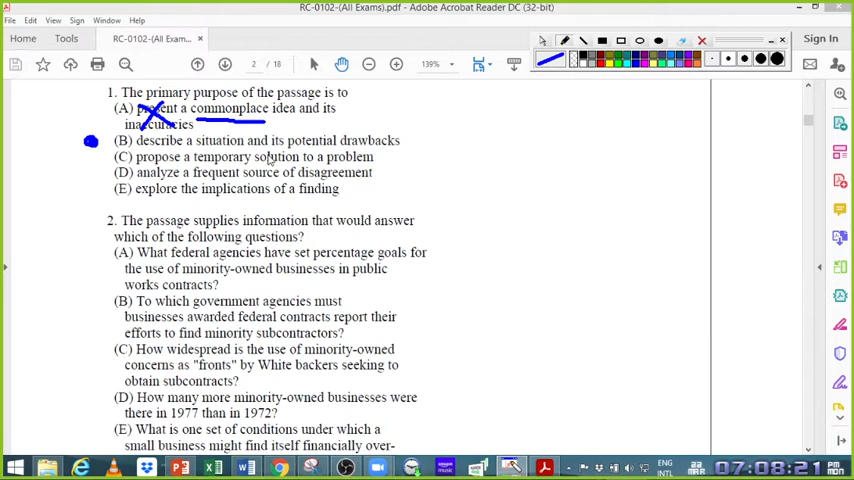 RC-0102-(All Exams).pdf - Adobe Acrobat Reader DC (32-bit)
File Edit View Sign Window Help
Home Tools RC-0102-(All Exam... × Sign In
2 / 38 139%
1. The primary purpose of the passage is to
(A) present a commonplace idea and its
inaccuracies
(B) describe a situation and its potential drawbacks
(C) propose a temporary solution to a problem
(D) analyze a frequent source of disagreement
(E) explore the implications of a finding
2. The passage supplies information that would answer
which of the following questions?
(A) What federal agencies have set percentage goals for
the use of minority-owned businesses in public
works contracts?
(B) To which government agencies must
businesses awarded federal contracts report their
efforts to find minority subcontractors?
(C) How widespread is the use of minority-owned
concerns as "fronts" by White backers seeking to
obtain subcontracts?
(D) How many more minority-owned businesses were
there in 1977 than in 1972?
(E) What is one set of conditions under which a
small business might find itself financially over-
ENG
INTL
22
MAR
07:08:21 PM
MON